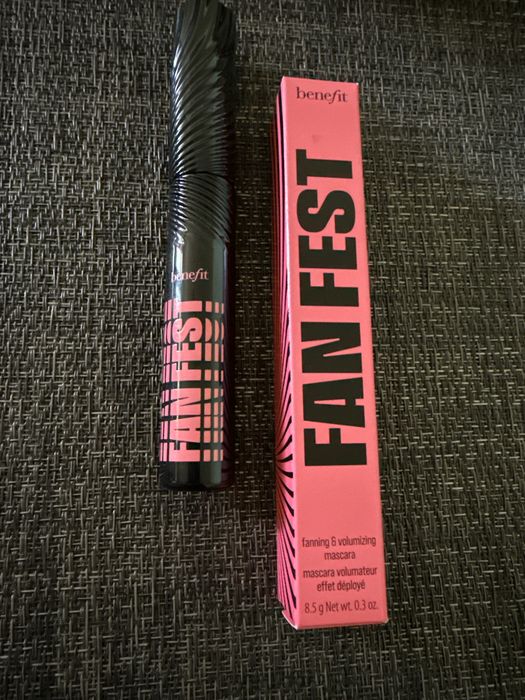 benefit
FAN FEST
benefit
FAN FEST
fanning & volumizing
mascara
mascara volumateur
effet déployé
8.5 g Net wt. 0.3 oz.